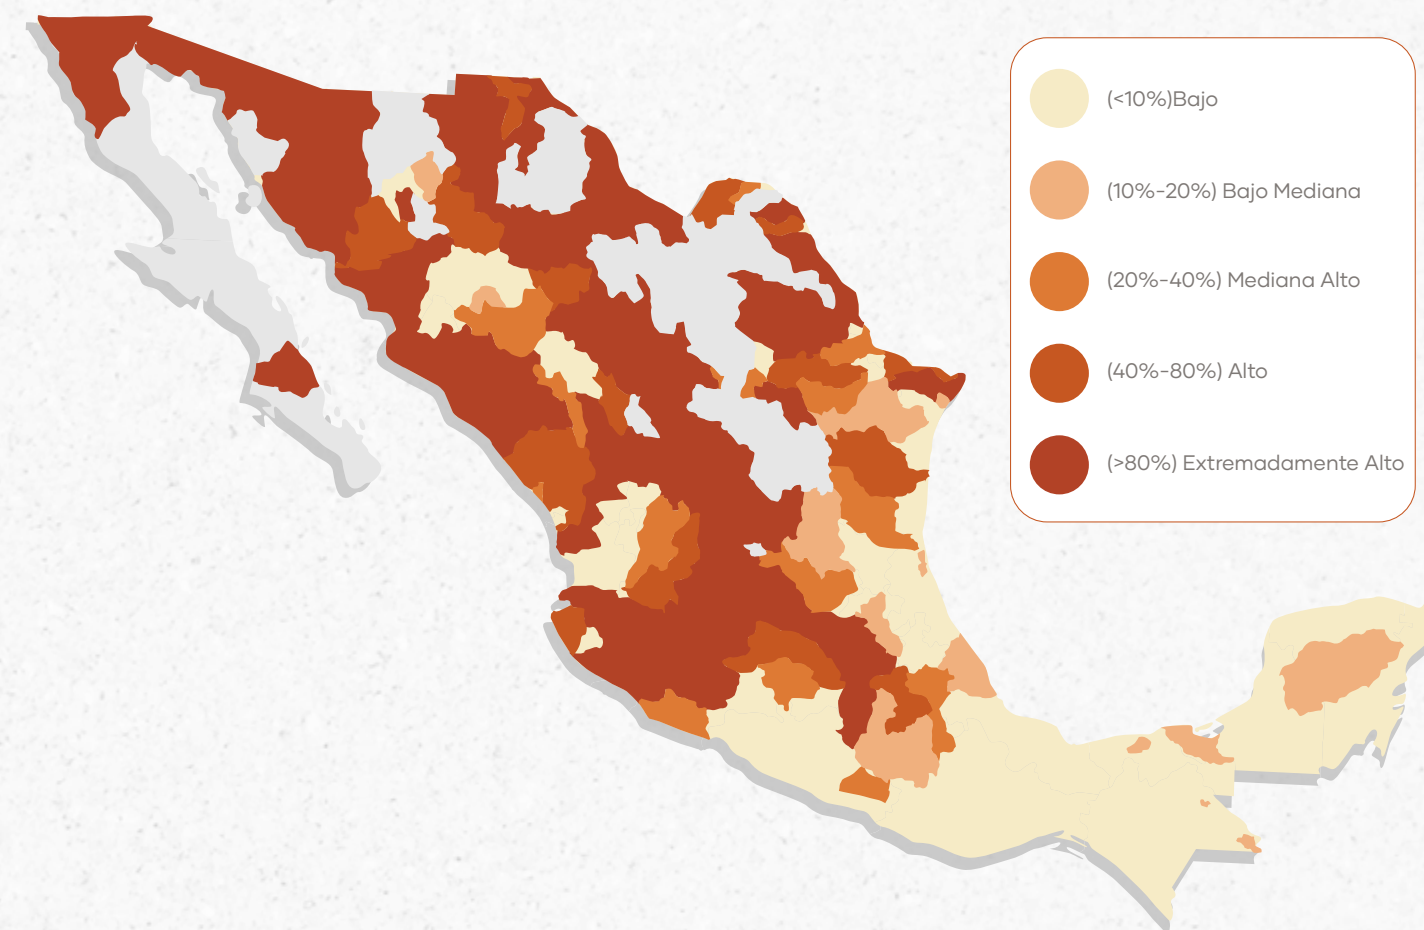 (<10%)Bajo
(10%-20%) Bajo Mediana
(20%-40%) Mediana Alto
(40%-80%) Alto
(>80%) Extremadamente Alto